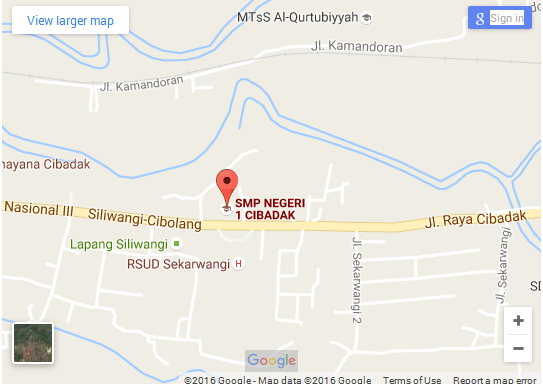 View larger map
MTsS Al-Qurtubiyyah
Sign in
Jl. Kamandoran
Jl. Kamandoran
nayana Cibadak
SMP NEGERI
1 CIBADAK
Nasional III
Siliwangi-Cibolang
Jl. Raya Cibadak
Lapang Siliwangi
RSUD Sekarwangi H
Jl. Sekarwangi 2
Jl. Sekarwangi
SD
+
−
Google
©2016 Google - Map data ©2016 Google
Terms of Use
Report a map error